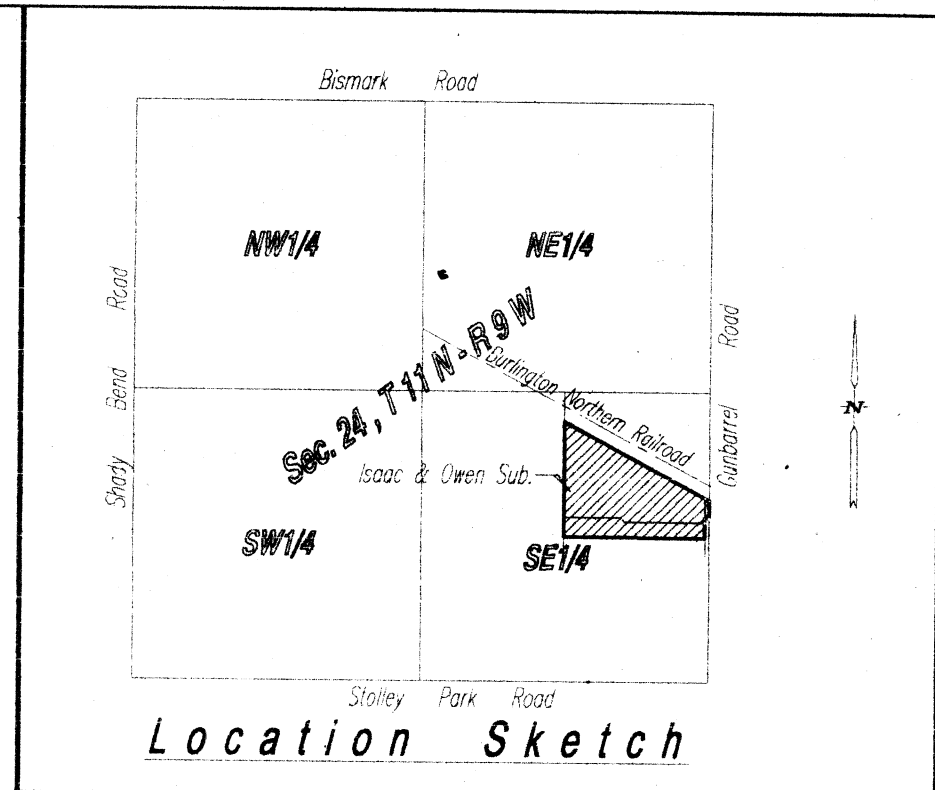 Bismark Road
NW1/4
NE1/4
Shady Bend Road
Gunbarrel Road
Sec. 24, T 11 N - R 9 W
Burlington Northern Railroad
N
Isaac & Owen Sub.
SW1/4
SE1/4
Stolley Park Road
Location Sketch